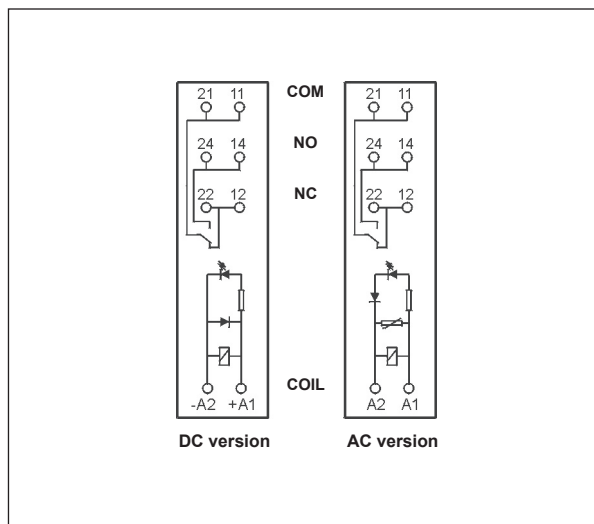 21 11 COM 21 11
24 14 NO 24 14
22 12 NC 22 12
COIL
-A2 +A1 A2 A1
DC version AC version